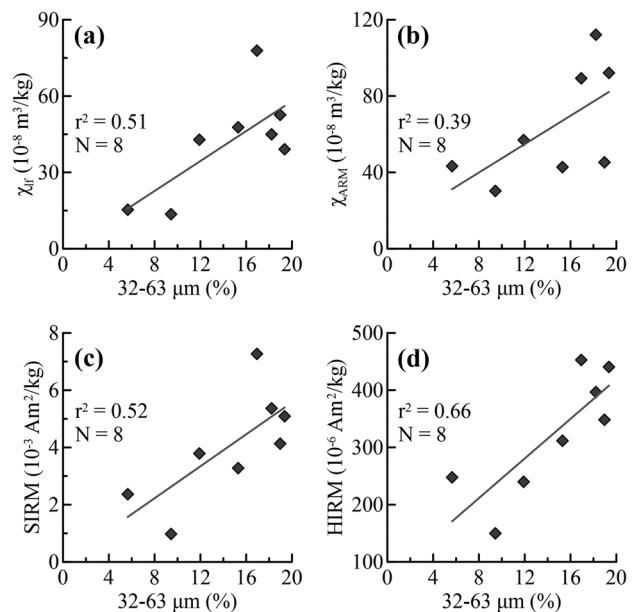 (a)
90
60
30
0
χlf (10-8 m3/kg)
r2 = 0.51
N = 8
0 4 8 12 16 20
32-63 μm (%)
(b)
120
80
40
0
χARM (10-8 m3/kg)
r2 = 0.39
N = 8
0 4 8 12 16 20
32-63 μm (%)
(c)
8
6
4
2
0
SIRM (10-3 Am2/kg)
r2 = 0.52
N = 8
0 4 8 12 16 20
32-63 μm (%)
(d)
500
400
300
200
100
HIRM (10-6 Am2/kg)
r2 = 0.66
N = 8
0 4 8 12 16 20
32-63 μm (%)